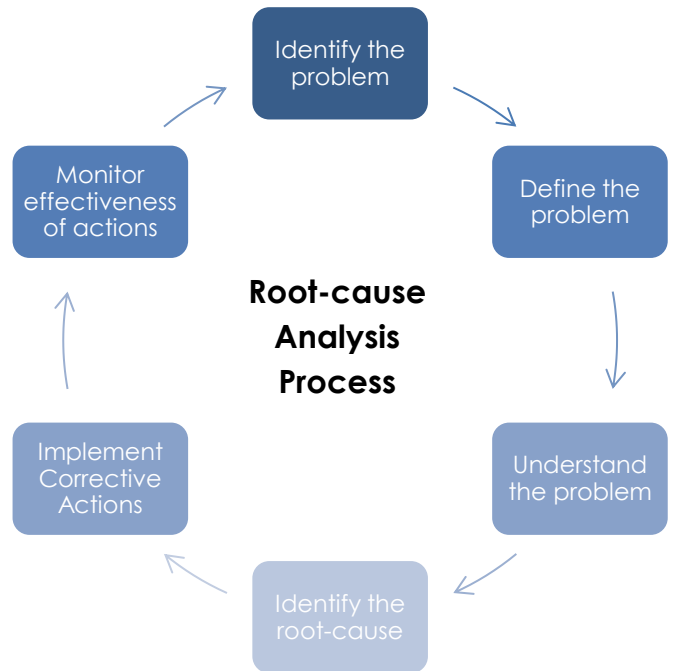 Identify the
problem
Define the
problem
Understand
the problem
Identify the
root-cause
Implement
Corrective
Actions
Monitor
effectiveness
of actions
Root-cause
Analysis
Process